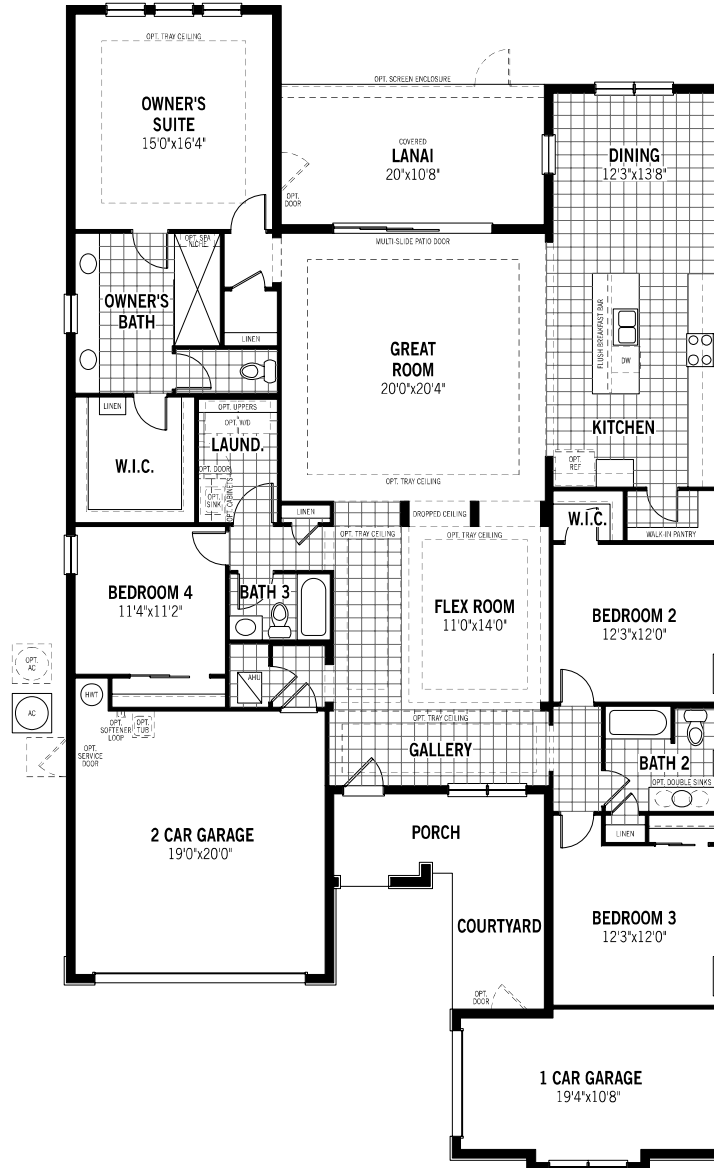 OPT. TRAY CEILING
OWNER'S
SUITE
15'0"x16'4"
OPT. SCREEN ENCLOSURE
COVERED
LANAI
20"x10'8"
OPT.
DOOR
DINING
12'3"x13'8"
MULTI-SLIDE PATIO DOOR
OPT. SPA
NICHE
OWNER'S
BATH
LINEN
GREAT
ROOM
20'0"x20'4"
OPT. TRAY CEILING
FLUSH BREAKFAST BAR
DW
KITCHEN
OPT.
REF
LINEN
W.I.C.
OPT. UPPERS
OPT. W/D
LAUND.
OPT. DOOR
OPT.
SINK
OPT. CABINETS
LINEN
DROPPED CEILING
W.I.C.
WALK-IN PANTRY
OPT. TRAY CEILING
OPT. TRAY CEILING
BEDROOM 4
11'4"x11'2"
BATH 3
FLEX ROOM
11'0"x14'0"
BEDROOM 2
12'3"x12'0"
OPT.
AC
AC
HWT
AHU
OPT.
SOFTENER
LOOP
OPT.
TUB
OPT.
SERVICE
DOOR
OPT. TRAY CEILING
GALLERY
BATH 2
OPT. DOUBLE SINKS
LINEN
2 CAR GARAGE
19'0"x20'0"
PORCH
COURTYARD
BEDROOM 3
12'3"x12'0"
OPT.
DOOR
1 CAR GARAGE
19'4"x10'8"